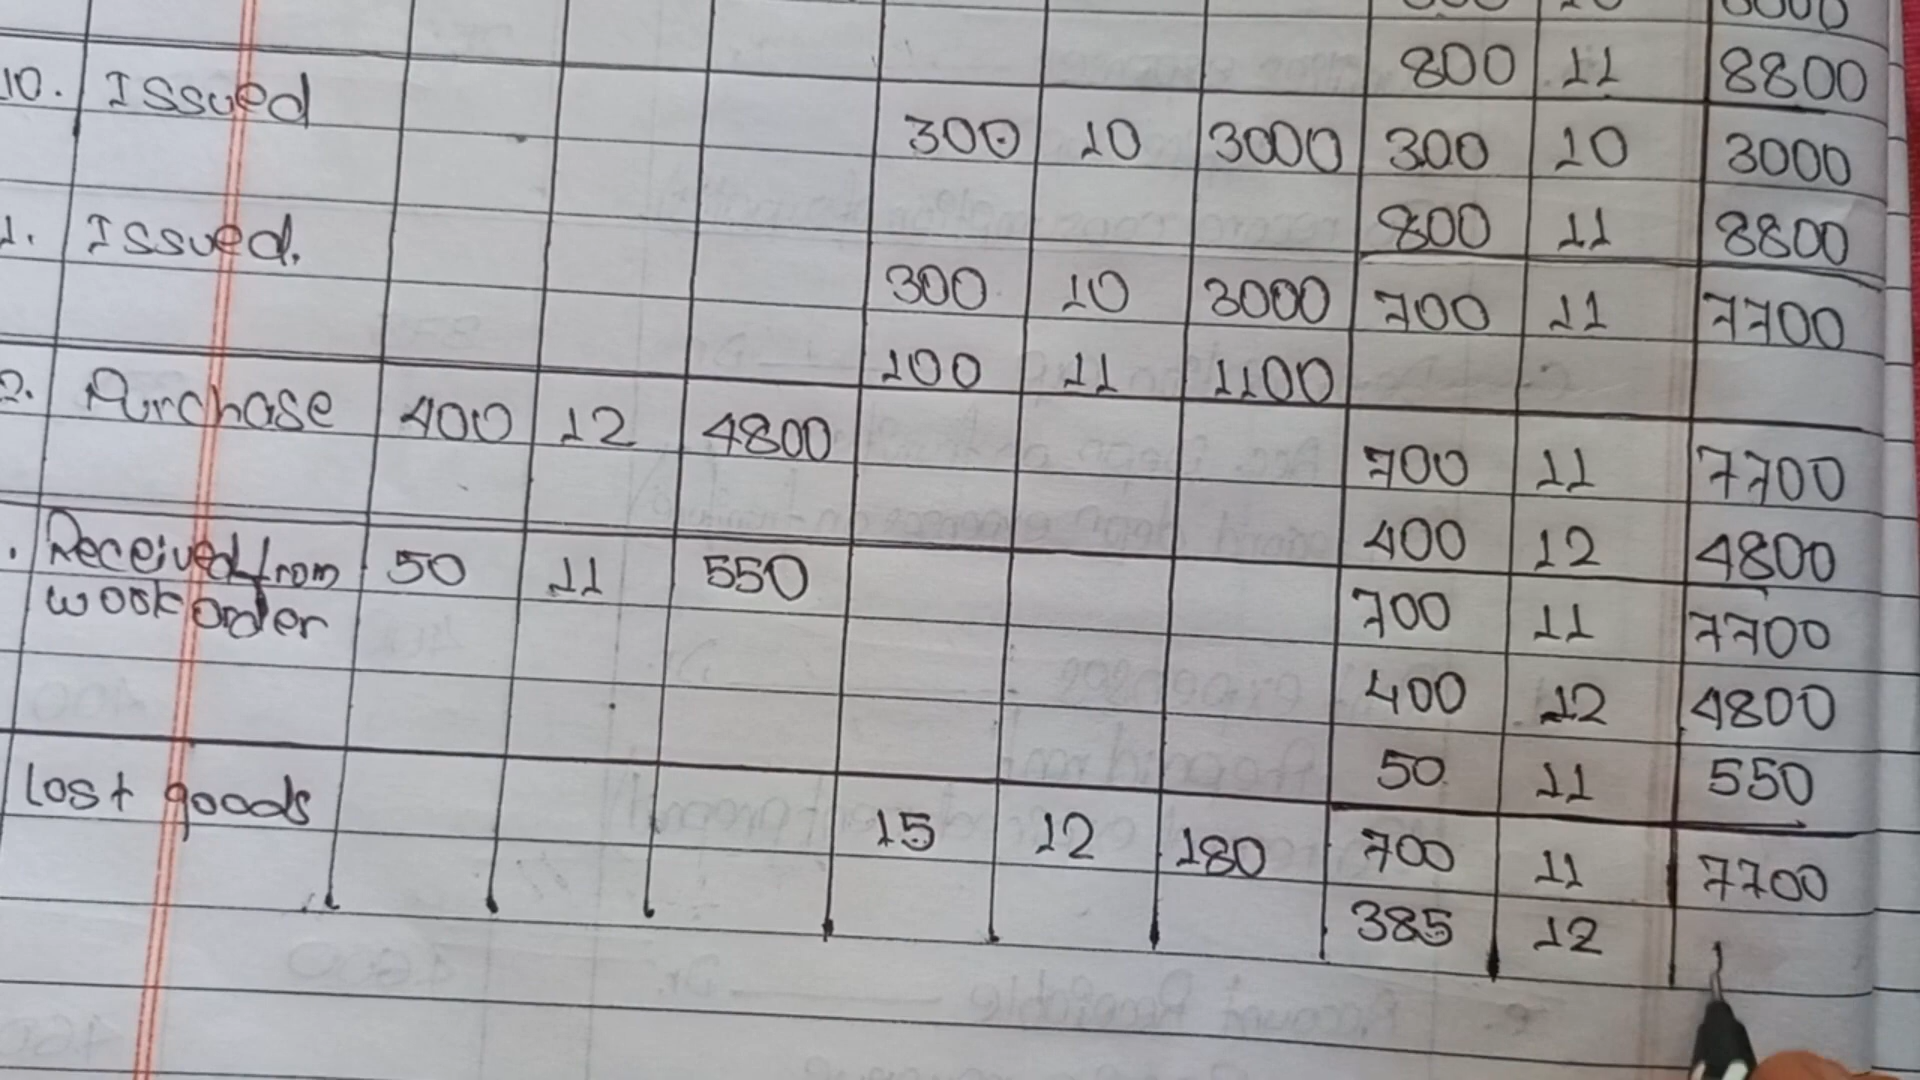 800 11 8800
10. Issued 300 10 3000 300 10 3000
800 11 8800
1. Issued. 300 10 3000 700 11 7700
100 11 1100
2. Purchase 400 12 4800 700 11 7700
400 12 4800
. Received from 50 11 550 700 11 7700
work order
400 12 4800
50 11 550
lost goods 15 12 180 700 11 7700
385 12